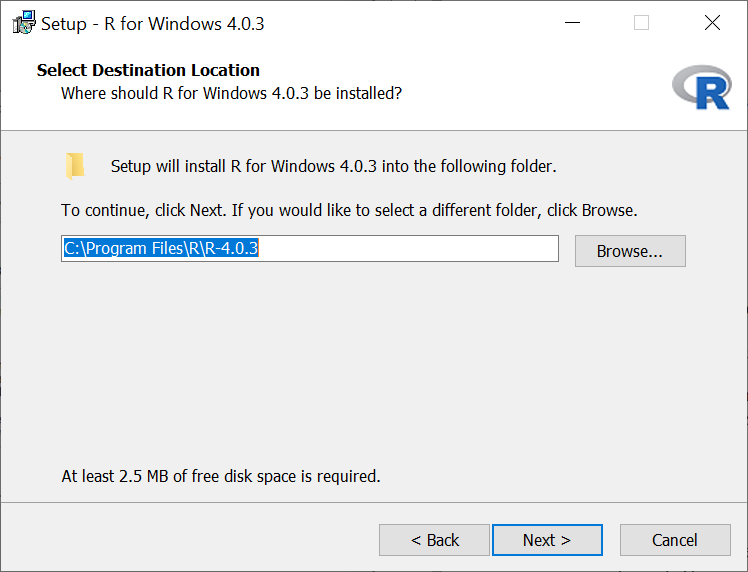 Setup - R for Windows 4.0.3
Select Destination Location
Where should R for Windows 4.0.3 be installed?
R
Setup will install R for Windows 4.0.3 into the following folder.
To continue, click Next. If you would like to select a different folder, click Browse.
C:\Program Files\R\R-4.0.3
Browse...
At least 2.5 MB of free disk space is required.
< Back
Next >
Cancel